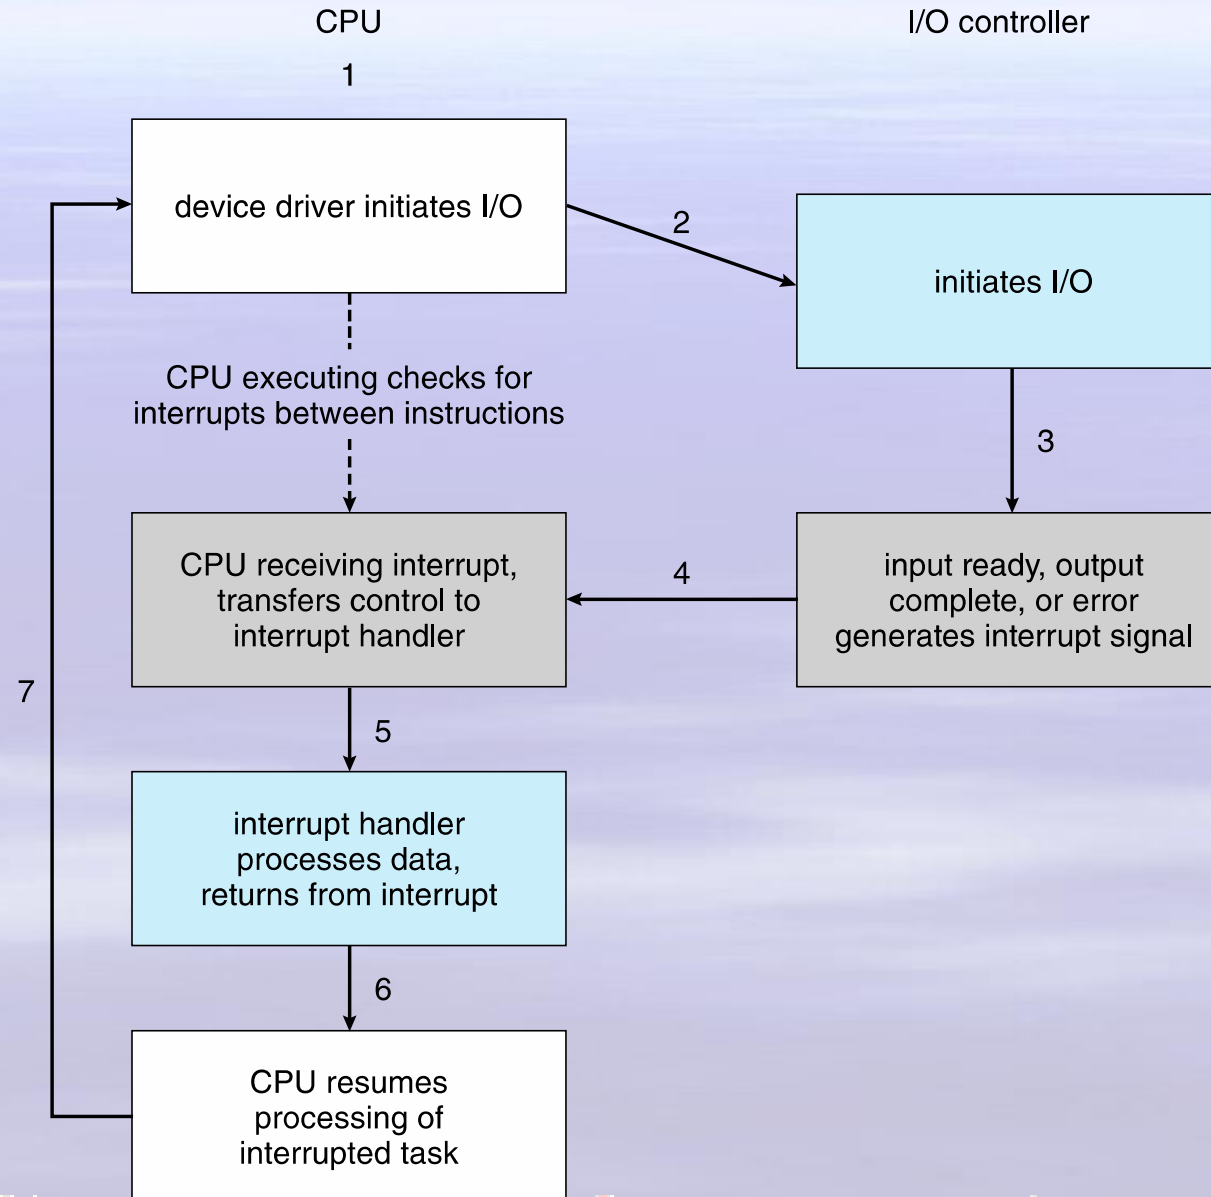 CPU
I/O controller
1
device driver initiates I/O
2
initiates I/O
CPU executing checks for
interrupts between instructions
3
CPU receiving interrupt,
transfers control to
interrupt handler
4
input ready, output
complete, or error
generates interrupt signal
7
5
interrupt handler
processes data,
returns from interrupt
6
CPU resumes
processing of
interrupted task